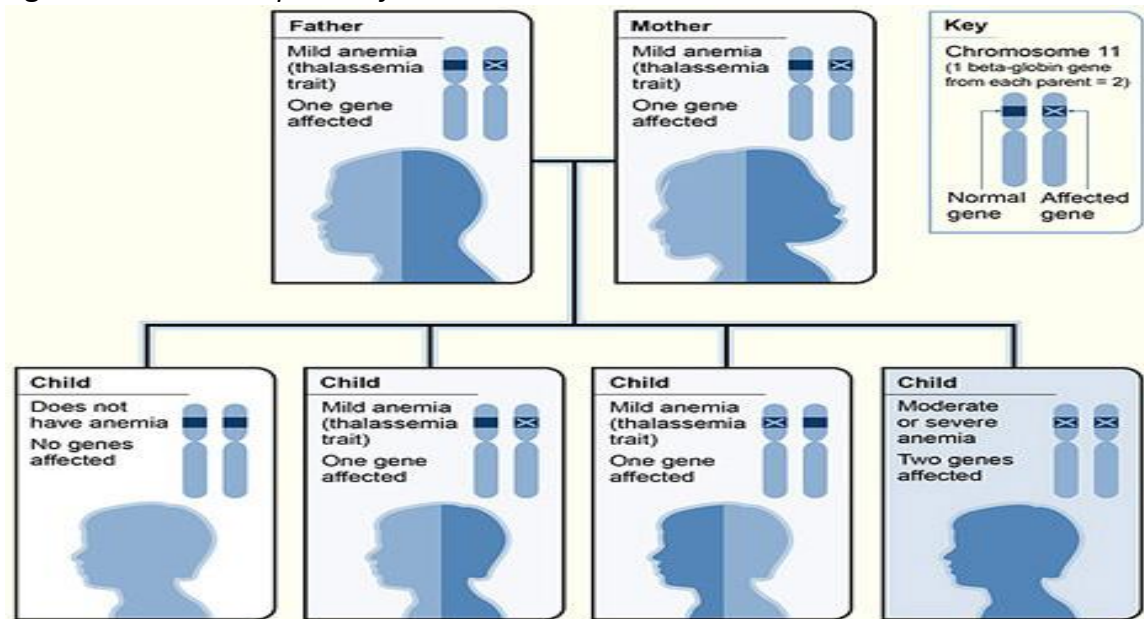 Father
Mild anemia
(thalassemia
trait)
One gene
affected
Mother
Mild anemia
(thalassemia
trait)
One gene
affected
Key
Chromosome 11
(1 beta-globin gene
from each parent = 2)
Normal
gene
Affected
gene
Child
Does not
have anemia
No genes
affected
Child
Mild anemia
(thalassemia
trait)
One gene
affected
Child
Mild anemia
(thalassemia
trait)
One gene
affected
Child
Moderate
or severe
anemia
Two genes
affected